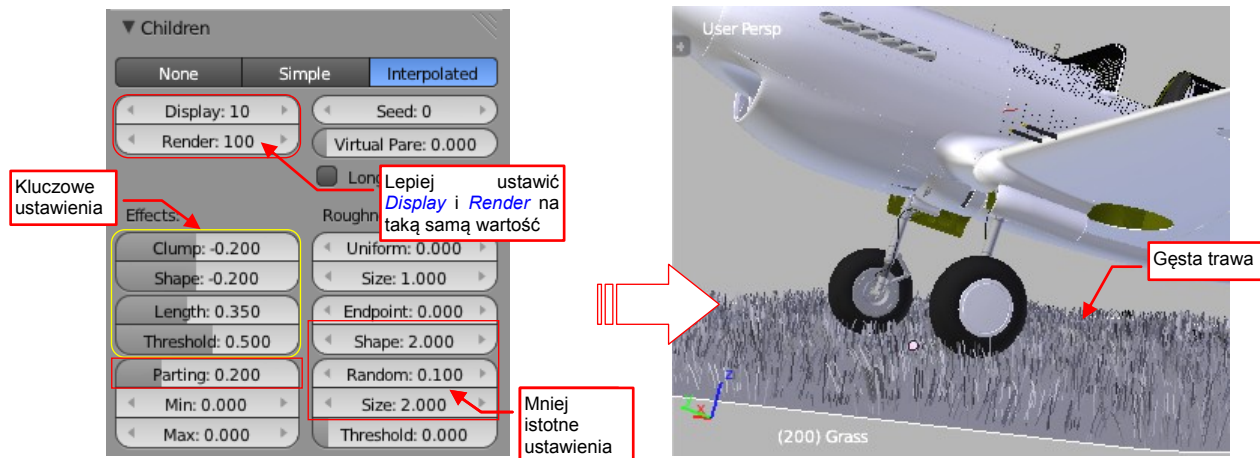 Children
None Simple Interpolated
Display: 10 Seed: 0
Render: 100 Virtual Pare: 0.000
Lepiej ustawić
Display i Render na
taką samą wartość
Kluczowe
ustawienia
Effects:
Clump: -0.200 Uniform: 0.000
Shape: -0.200 Size: 1.000
Length: 0.350 Endpoint: 0.000
Threshold: 0.500 Shape: 2.000
Parting: 0.200 Random: 0.100
Min: 0.000 Size: 2.000
Max: 0.000 Threshold: 0.000
Mniej
istotne
ustawienia
User Persp
Gęsta trawa
z
y
x
(200) Grass